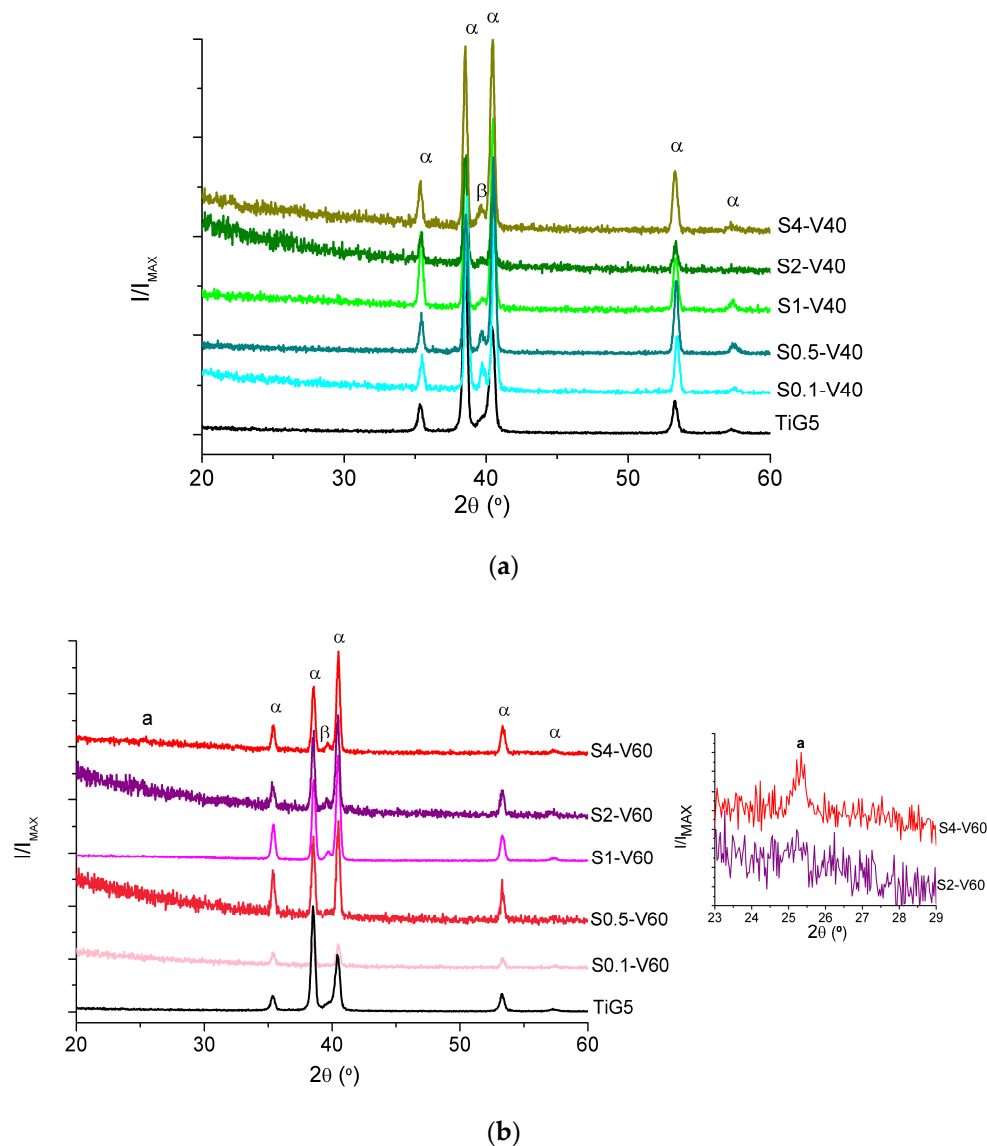 α
α
α
α
β
α
S4-V40
S2-V40
S1-V40
S0.5-V40
S0.1-V40
TiG5
I/I_MAX
20 30 40 50 60
2θ (º)
(a)
α
α
α
α
β
α
a
S4-V60
S2-V60
S1-V60
S0.5-V60
S0.1-V60
TiG5
I/I_MAX
20 30 40 50 60
2θ (º)
a
S4-V60
S2-V60
I/I_MAX
23 24 25 26 27 28 29
2θ (º)
(b)